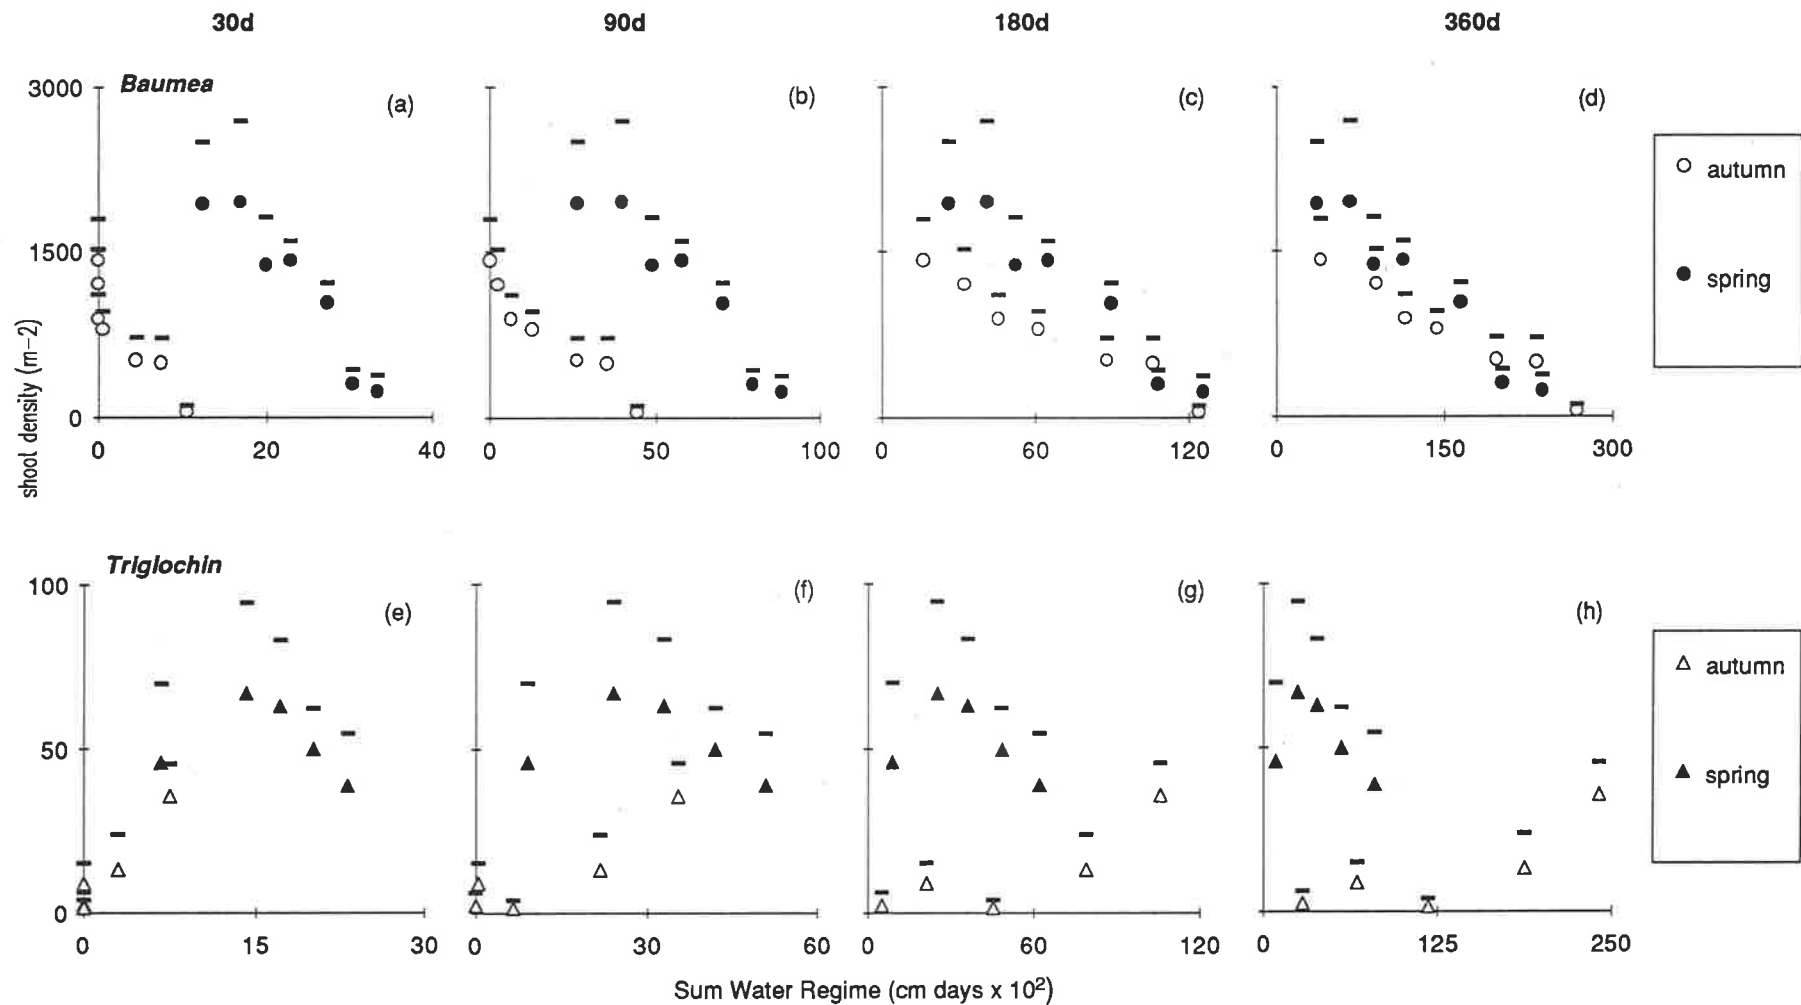 30d 90d 180d 360d
Baumea (a) (b) (c) (d)
3000
1500
0
0 20 40 0 50 100 0 60 120 0 150 300
autumn
spring
shoot density (m-2)
Triglochin (e) (f) (g) (h)
100
50
0
0 15 30 0 30 60 0 60 120 0 125 250
autumn
spring
Sum Water Regime (cm days x 10²)